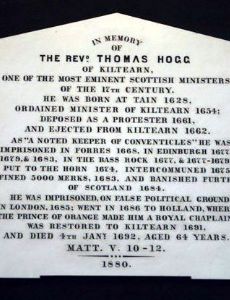 IN MEMORY
OF
THE REVD. THOMAS HOGG
OF KILTEARN,
ONE OF THE MOST EMINENT SCOTTISH MINISTERS
OF THE 17TH CENTURY.
HE WAS BORN AT TAIN 1628,
ORDAINED MINISTER OF KILTEARN 1654;
DEPOSED AS A PROTESTER 1661,
AND EJECTED FROM KILTEARN 1662.
AS "A NOTED KEEPER OF CONVENTICLES" HE WAS
IMPRISONED IN FORRES 1668, IN EDINBURGH 1677,
1679, & 1683, IN THE BASS ROCK 1677, & 1677-1679
PUT TO THE HORN 1674, INTERCOMMUNED 1675
FINED 5000 MERKS, 1683, AND BANISHED FURTH
OF SCOTLAND 1684.
HE WAS IMPRISONED, ON FALSE POLITICAL GROUND
IN LONDON, 1685; WENT IN 1686 TO HOLLAND, WHERE
THE PRINCE OF ORANGE MADE HIM A ROYAL CHAPLAIN
WAS RESTORED TO KILTEARN 1691.
AND DIED 4TH JANY. 1692, AGED 64 YEARS.
MATT. V. 10-12.
1880.